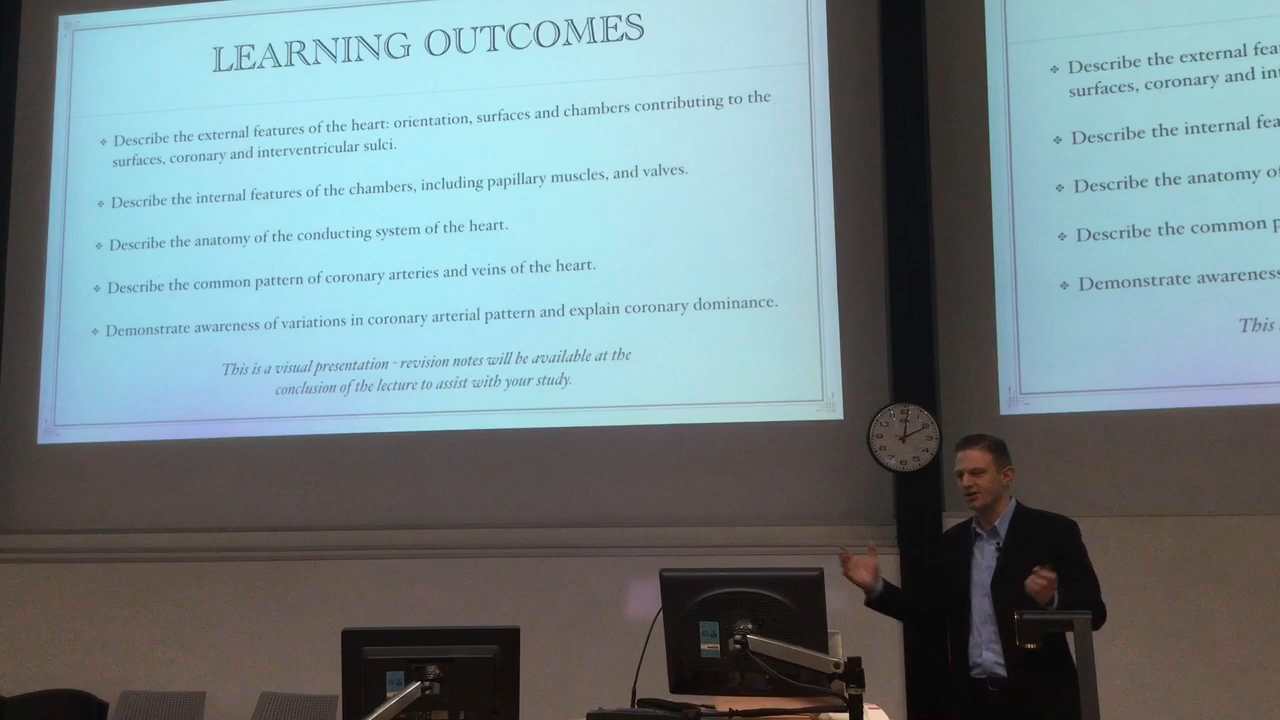 LEARNING OUTCOMES
Describe the external features of the heart: orientation, surfaces and chambers contributing to the
surfaces, coronary and interventricular sulci.
Describe the internal features of the chambers, including papillary muscles, and valves.
Describe the anatomy of the conducting system of the heart.
Describe the common pattern of coronary arteries and veins of the heart.
Demonstrate awareness of variations in coronary arterial pattern and explain coronary dominance.
This is a visual presentation - revision notes will be available at the
conclusion of the lecture to assist with your study.
Describe the external fea
surfaces, coronary and in
Describe the internal fea
Describe the anatomy o
Describe the common p
Demonstrate awareness
This